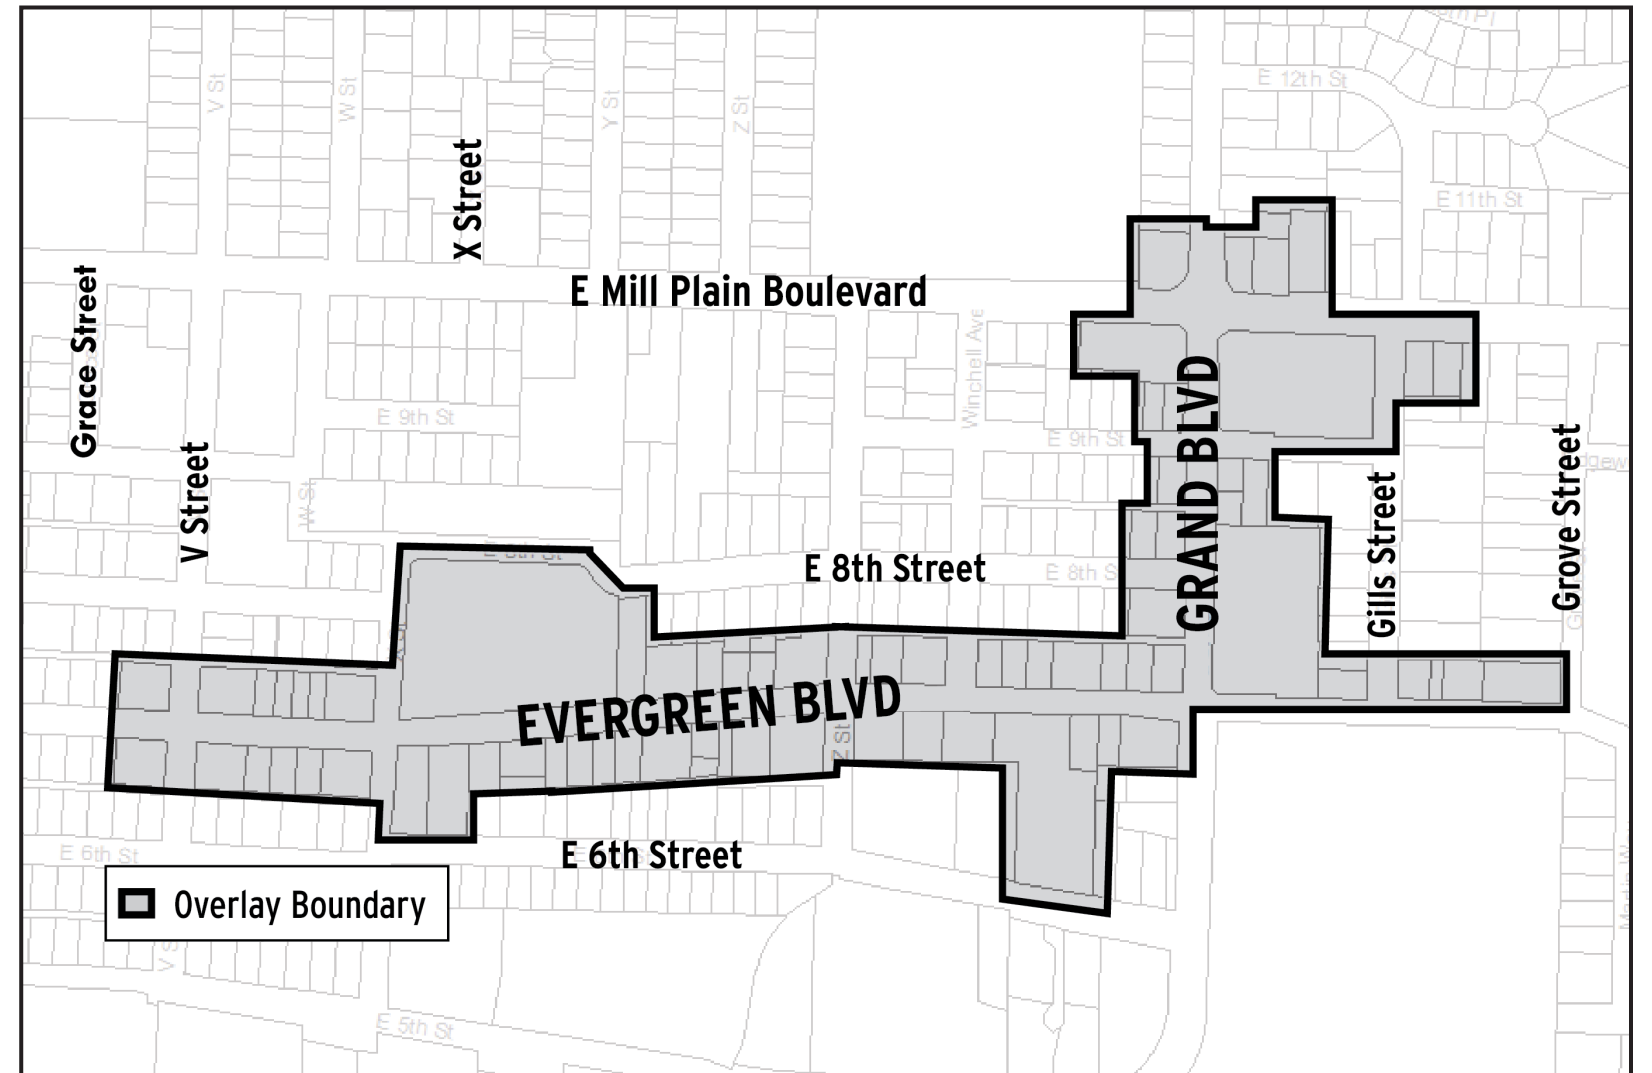 V St
W St
Y St
Z St
E 12th St
X Street
E 11th St
Grace Street
E Mill Plain Boulevard
Winchell Ave
GRAND BLVD
E 9th St
E 9th St
V Street
W St
Gills Street
Grove Street
E 8th Street
EVERGREEN BLVD
Z St
E 6th St
E 6th Street
Overlay Boundary
V S
E 5th St